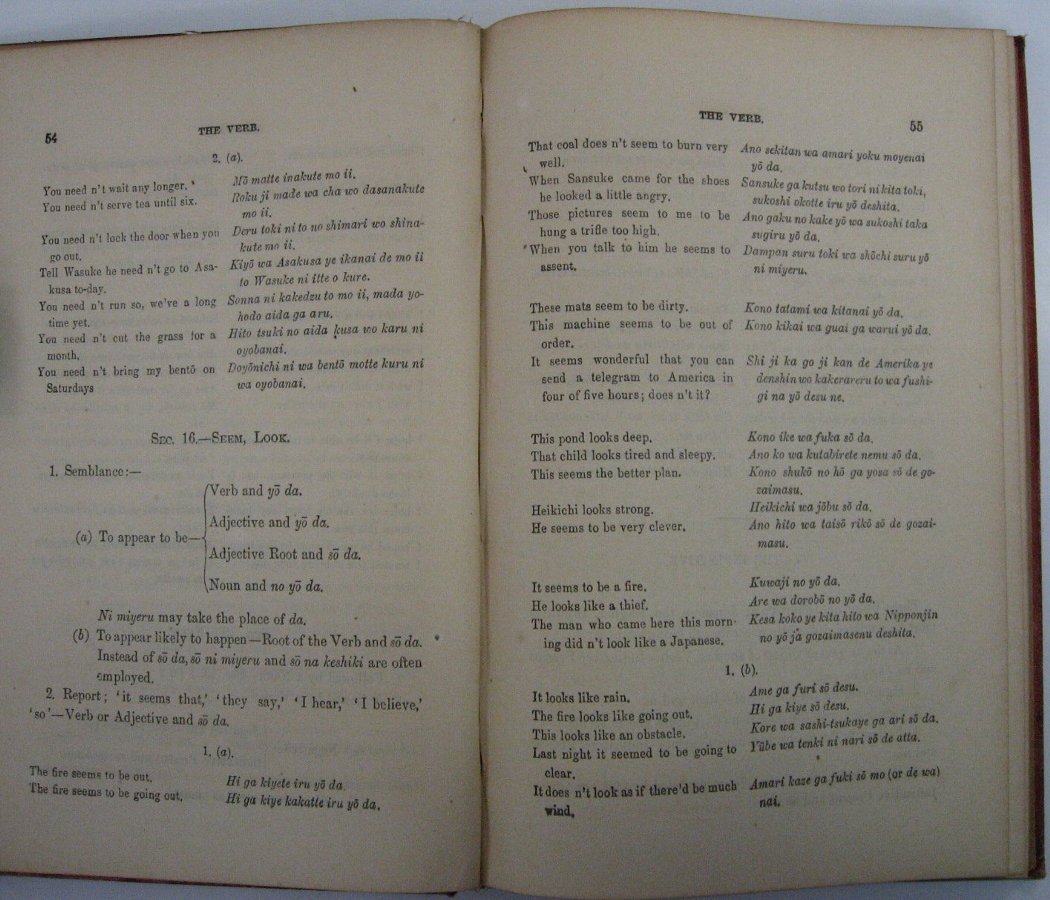 54
THE VERB.
2. (a).
You need n't wait any longer.
Mō matte inakute mo ii.
You need n't serve tea until six.
Roku ji made wa cha wo dasanakute
mo ii.
You need n't lock the door when you
go out.
Deru toki ni to no shimari wo shina-
kute mo ii.
Tell Wasuke he need n't go to Asa-
kusa to-day.
Kiyō wa Asakusa ye ikanai de mo ii
to Wasuke ni itte o kure.
You need n't run so, we've a long
time yet.
Sonna ni kakedzu to mo ii, mada yo-
hodo aida ga aru.
You need n't cut the grass for a
month.
Hito tsuki no aida kusa wo karu ni
oyobanai.
You need n't bring my bentō on
Saturdays
Doyōnichi ni wa bentō motte kuru ni
wa oyobanai.
SEC. 16.—SEEM, LOOK.
1. Semblance:—
(a) To appear to be—
Verb and yō da.
Adjective and yō da.
Adjective Root and sō da.
Noun and no yō da.
Ni miyeru may take the place of da.
(b) To appear likely to happen—Root of the Verb and sō da.
Instead of sō da, sō ni miyeru and sō na keshiki are often
employed.
2. Report; 'it seems that,' 'they say,' 'I hear,' 'I believe,'
'so'—Verb or Adjective and sō da.
1, (a).
The fire seems to be out.
Hi ga kiyete iru yō da.
The fire seems to be going out.
Hi ga kiye kakatte iru yō da.
THE VERB.
55
That coal does n't seem to burn very
well.
Ano sekitan wa amari yoku moyenai
yō da.
When Sansuke came for the shoes
he looked a little angry.
Sansuke ga kutsu wo tori ni kita toki,
sukoshi okotte iru yō deshita.
Those pictures seem to me to be
hung a trifle too high.
Ano gaku no kake yō wa sukoshi taka
sugiru yō da.
When you talk to him he seems to
assent.
Dampan suru toki wa shōchi suru yō
ni miyeru.
These mats seem to be dirty.
Kono tatami wa kitanai yō da.
This machine seems to be out of
order.
Kono kikai wa guai ga warui yō da.
It seems wonderful that you can
send a telegram to America in
four of five hours; does n't it?
Shi ji ka go ji kan de Amerika ye
denshin wo kakerareru to wa fushi-
gi na yō desu ne.
This pond looks deep.
Kono ike wa fuka sō da.
That child looks tired and sleepy.
Ano ko wa kutabirete nemu sō da.
This seems the better plan.
Kono shukō no hō ga yosa sō de go-
zaimasu.
Heikichi looks strong.
Heikichi wa jōbu sō da.
He seems to be very clever.
Ano hito wa taisō rikō sō de gozai-
masu.
It seems to be a fire.
Kuwaji no yō da.
He looks like a thief.
Are wa dorobō no yō da.
The man who came here this morn-
ing did n't look like a Japanese.
Kesa koko ye kita hito wa Nipponjin
no yō ja gozaimasenu deshita.
1. (b).
It looks like rain.
Ame ga furi sō desu.
The fire looks like going out.
Hi ga kiye sō desu.
This looks like an obstacle.
Kore wa sashi-tsukaye ga ari sō da.
Last night it seemed to be going to
clear.
Yūbe wa tenki ni nari sō de atta.
It does n't look as if there'd be much
wind.
Amari kaze ga fuki sō mo (or de wa)
nai.